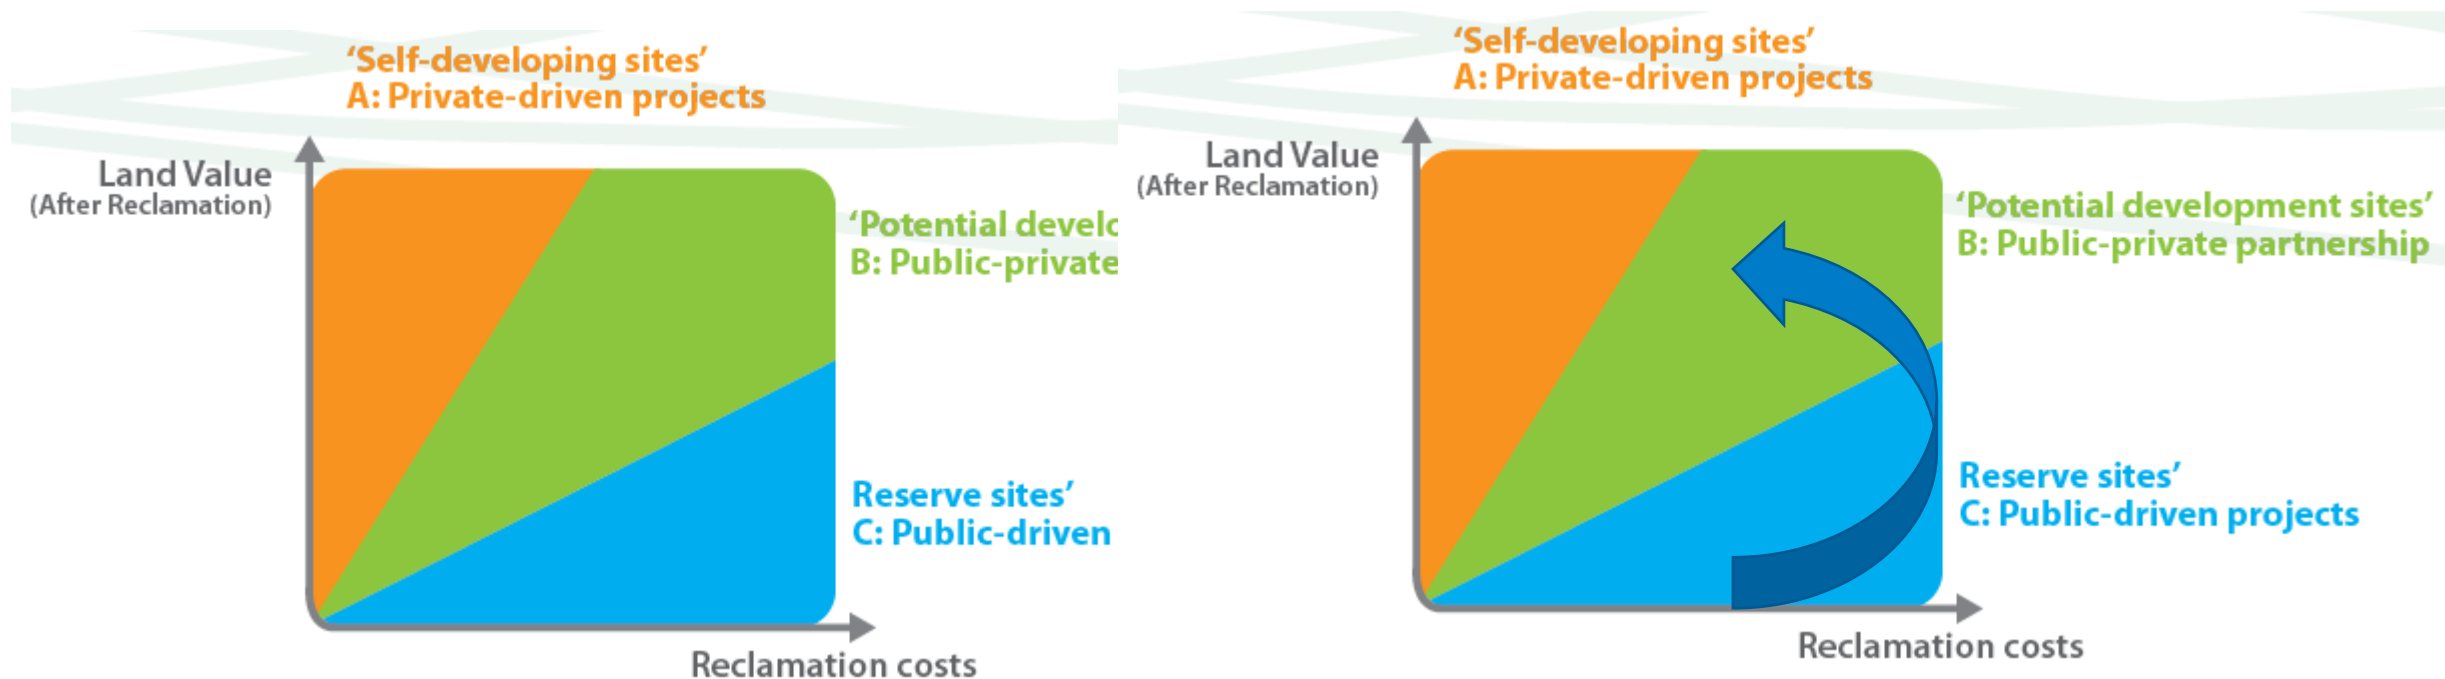 ‘Self-developing sites’
A: Private-driven projects
Land Value
(After Reclamation)
‘Potential develo
B: Public-private
Reserve sites’
C: Public-driven
Reclamation costs
‘Self-developing sites’
A: Private-driven projects
Land Value
(After Reclamation)
‘Potential development sites’
B: Public-private partnership
Reserve sites’
C: Public-driven projects
Reclamation costs